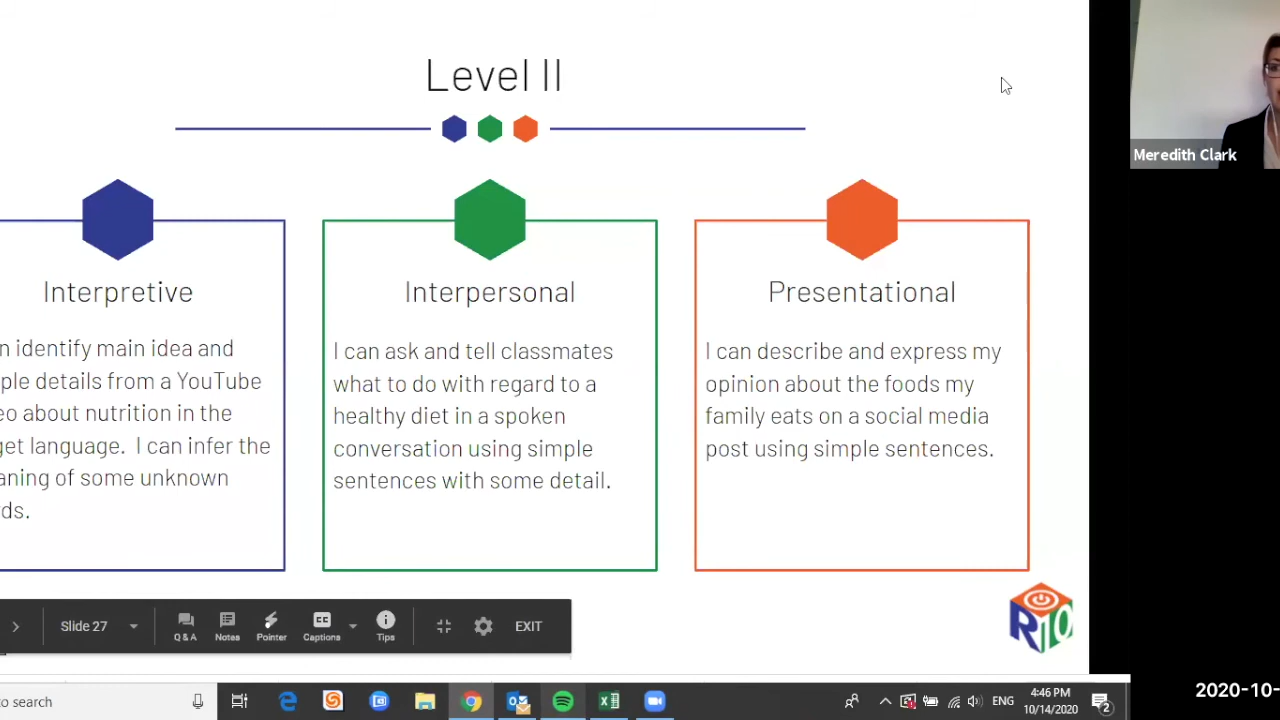 Level II
Meredith Clark
Interpretive
n identify main idea and
ple details from a YouTube
eo about nutrition in the
get language. I can infer the
aning of some unknown
ds.
Interpersonal
I can ask and tell classmates
what to do with regard to a
healthy diet in a spoken
conversation using simple
sentences with some detail.
Presentational
I can describe and express my
opinion about the foods my
family eats on a social media
post using simple sentences.
R10
Slide 27
Q & A
Notes
Pointer
CC
Captions
Tips
EXIT
to search
ENG
4:46 PM
10/14/2020
2
2020-10-